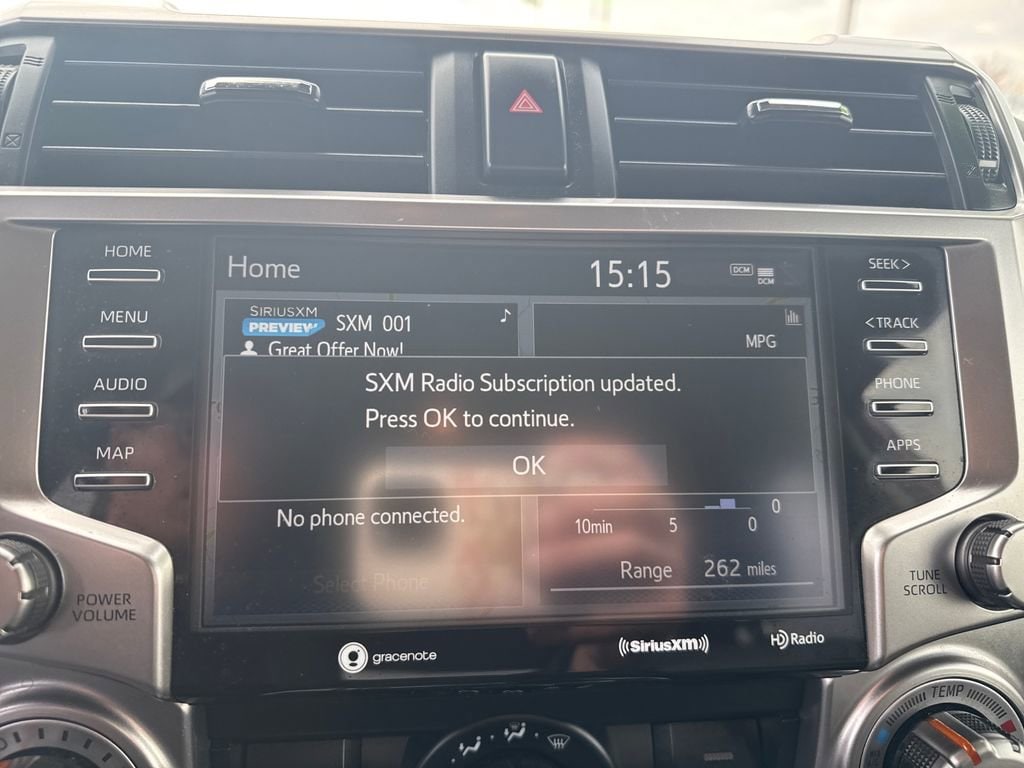 HOME
MENU
AUDIO
MAP
POWER
VOLUME
Home
15:15
DCM
DCM
SIRIUSXM
PREVIEW
SXM 001
Great Offer Now!
MPG
SXM Radio Subscription updated.
Press OK to continue.
OK
No phone connected.
Select Phone
0
10min 5 0
Range 262 miles
SEEK >
< TRACK
PHONE
APPS
TUNE
SCROLL
gracenote
((SiriusXM))
HD Radio
TEMP